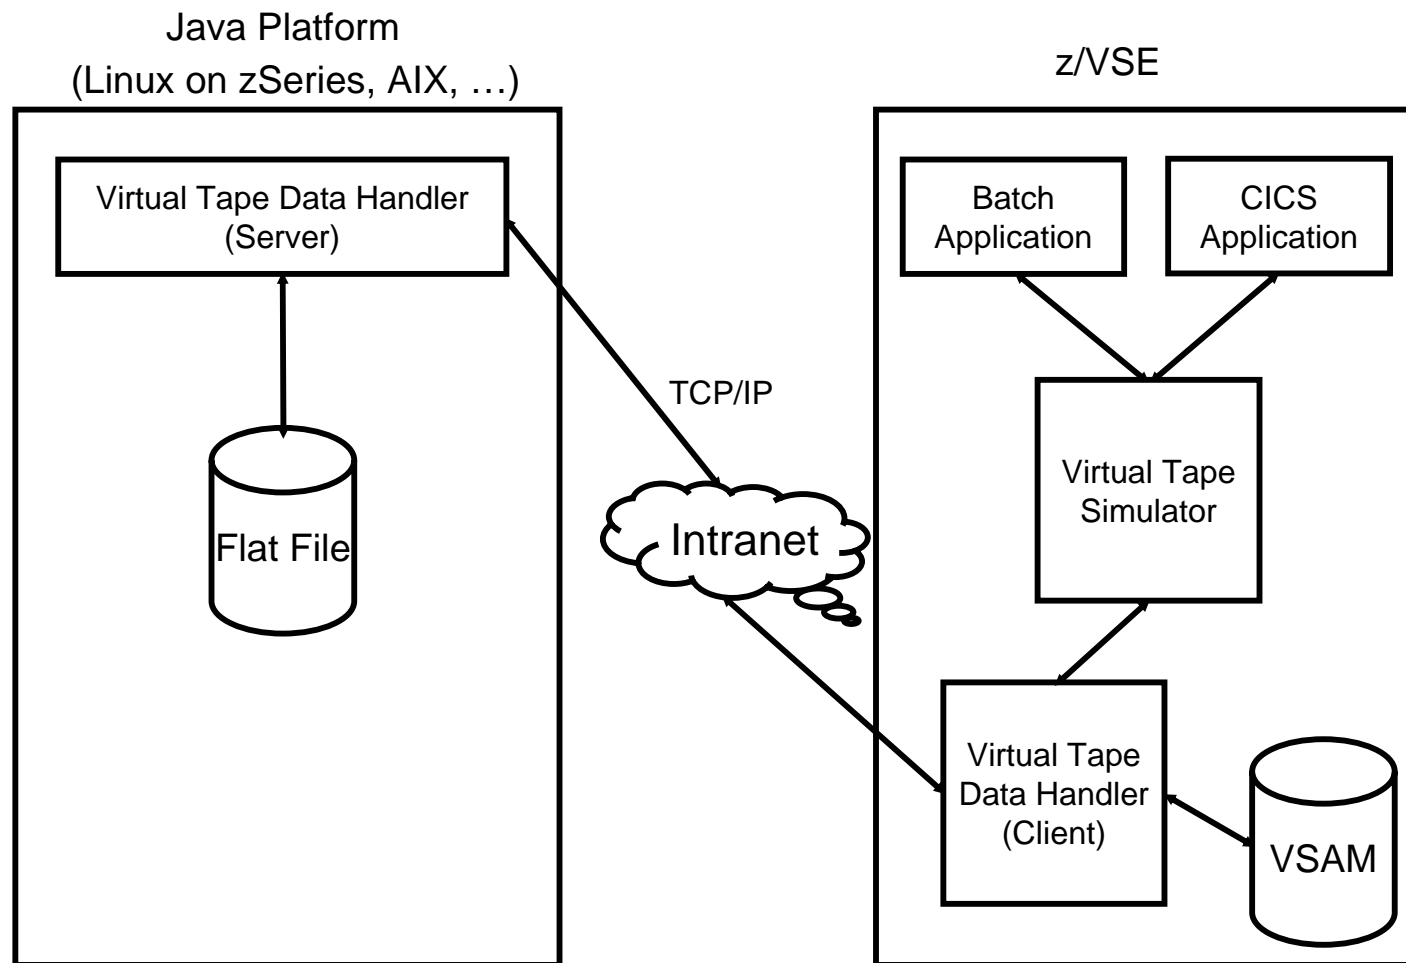 Java Platform
(Linux on zSeries, AIX, …)
z/VSE
Virtual Tape Data Handler
(Server)
Batch
Application
CICS
Application
TCP/IP
Virtual Tape
Simulator
Flat File
Intranet
Virtual Tape
Data Handler
(Client)
VSAM